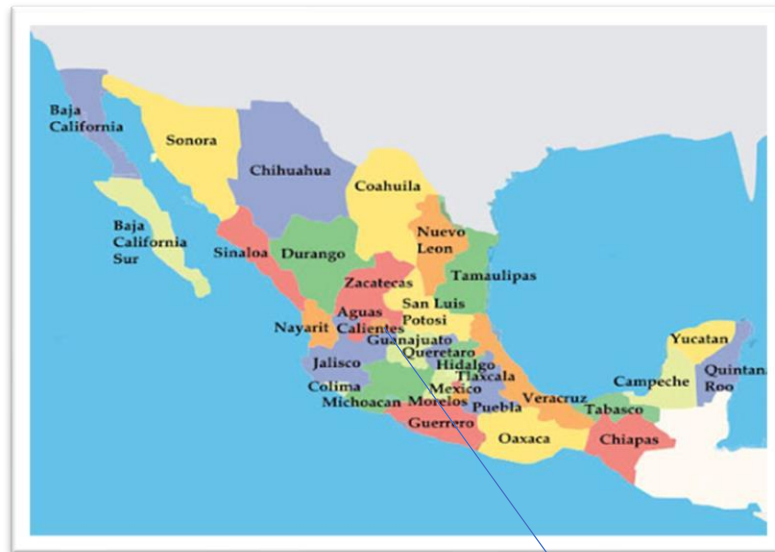 Baja
California
Sonora
Chihuahua
Coahuila
Baja
California
Sur
Sinaloa
Durango
Nuevo
Leon
Tamaulipas
Zacatecas
San Luis
Potosi
Nayarit
Aguas
Calientes
Guanajuato
Queretaro
Hidalgo
Jalisco
Tlaxcala
Colima
Mexico
Michoacan
Morelos
Puebla
Veracruz
Guerrero
Oaxaca
Tabasco
Chiapas
Yucatan
Campeche
Quintan
Roo